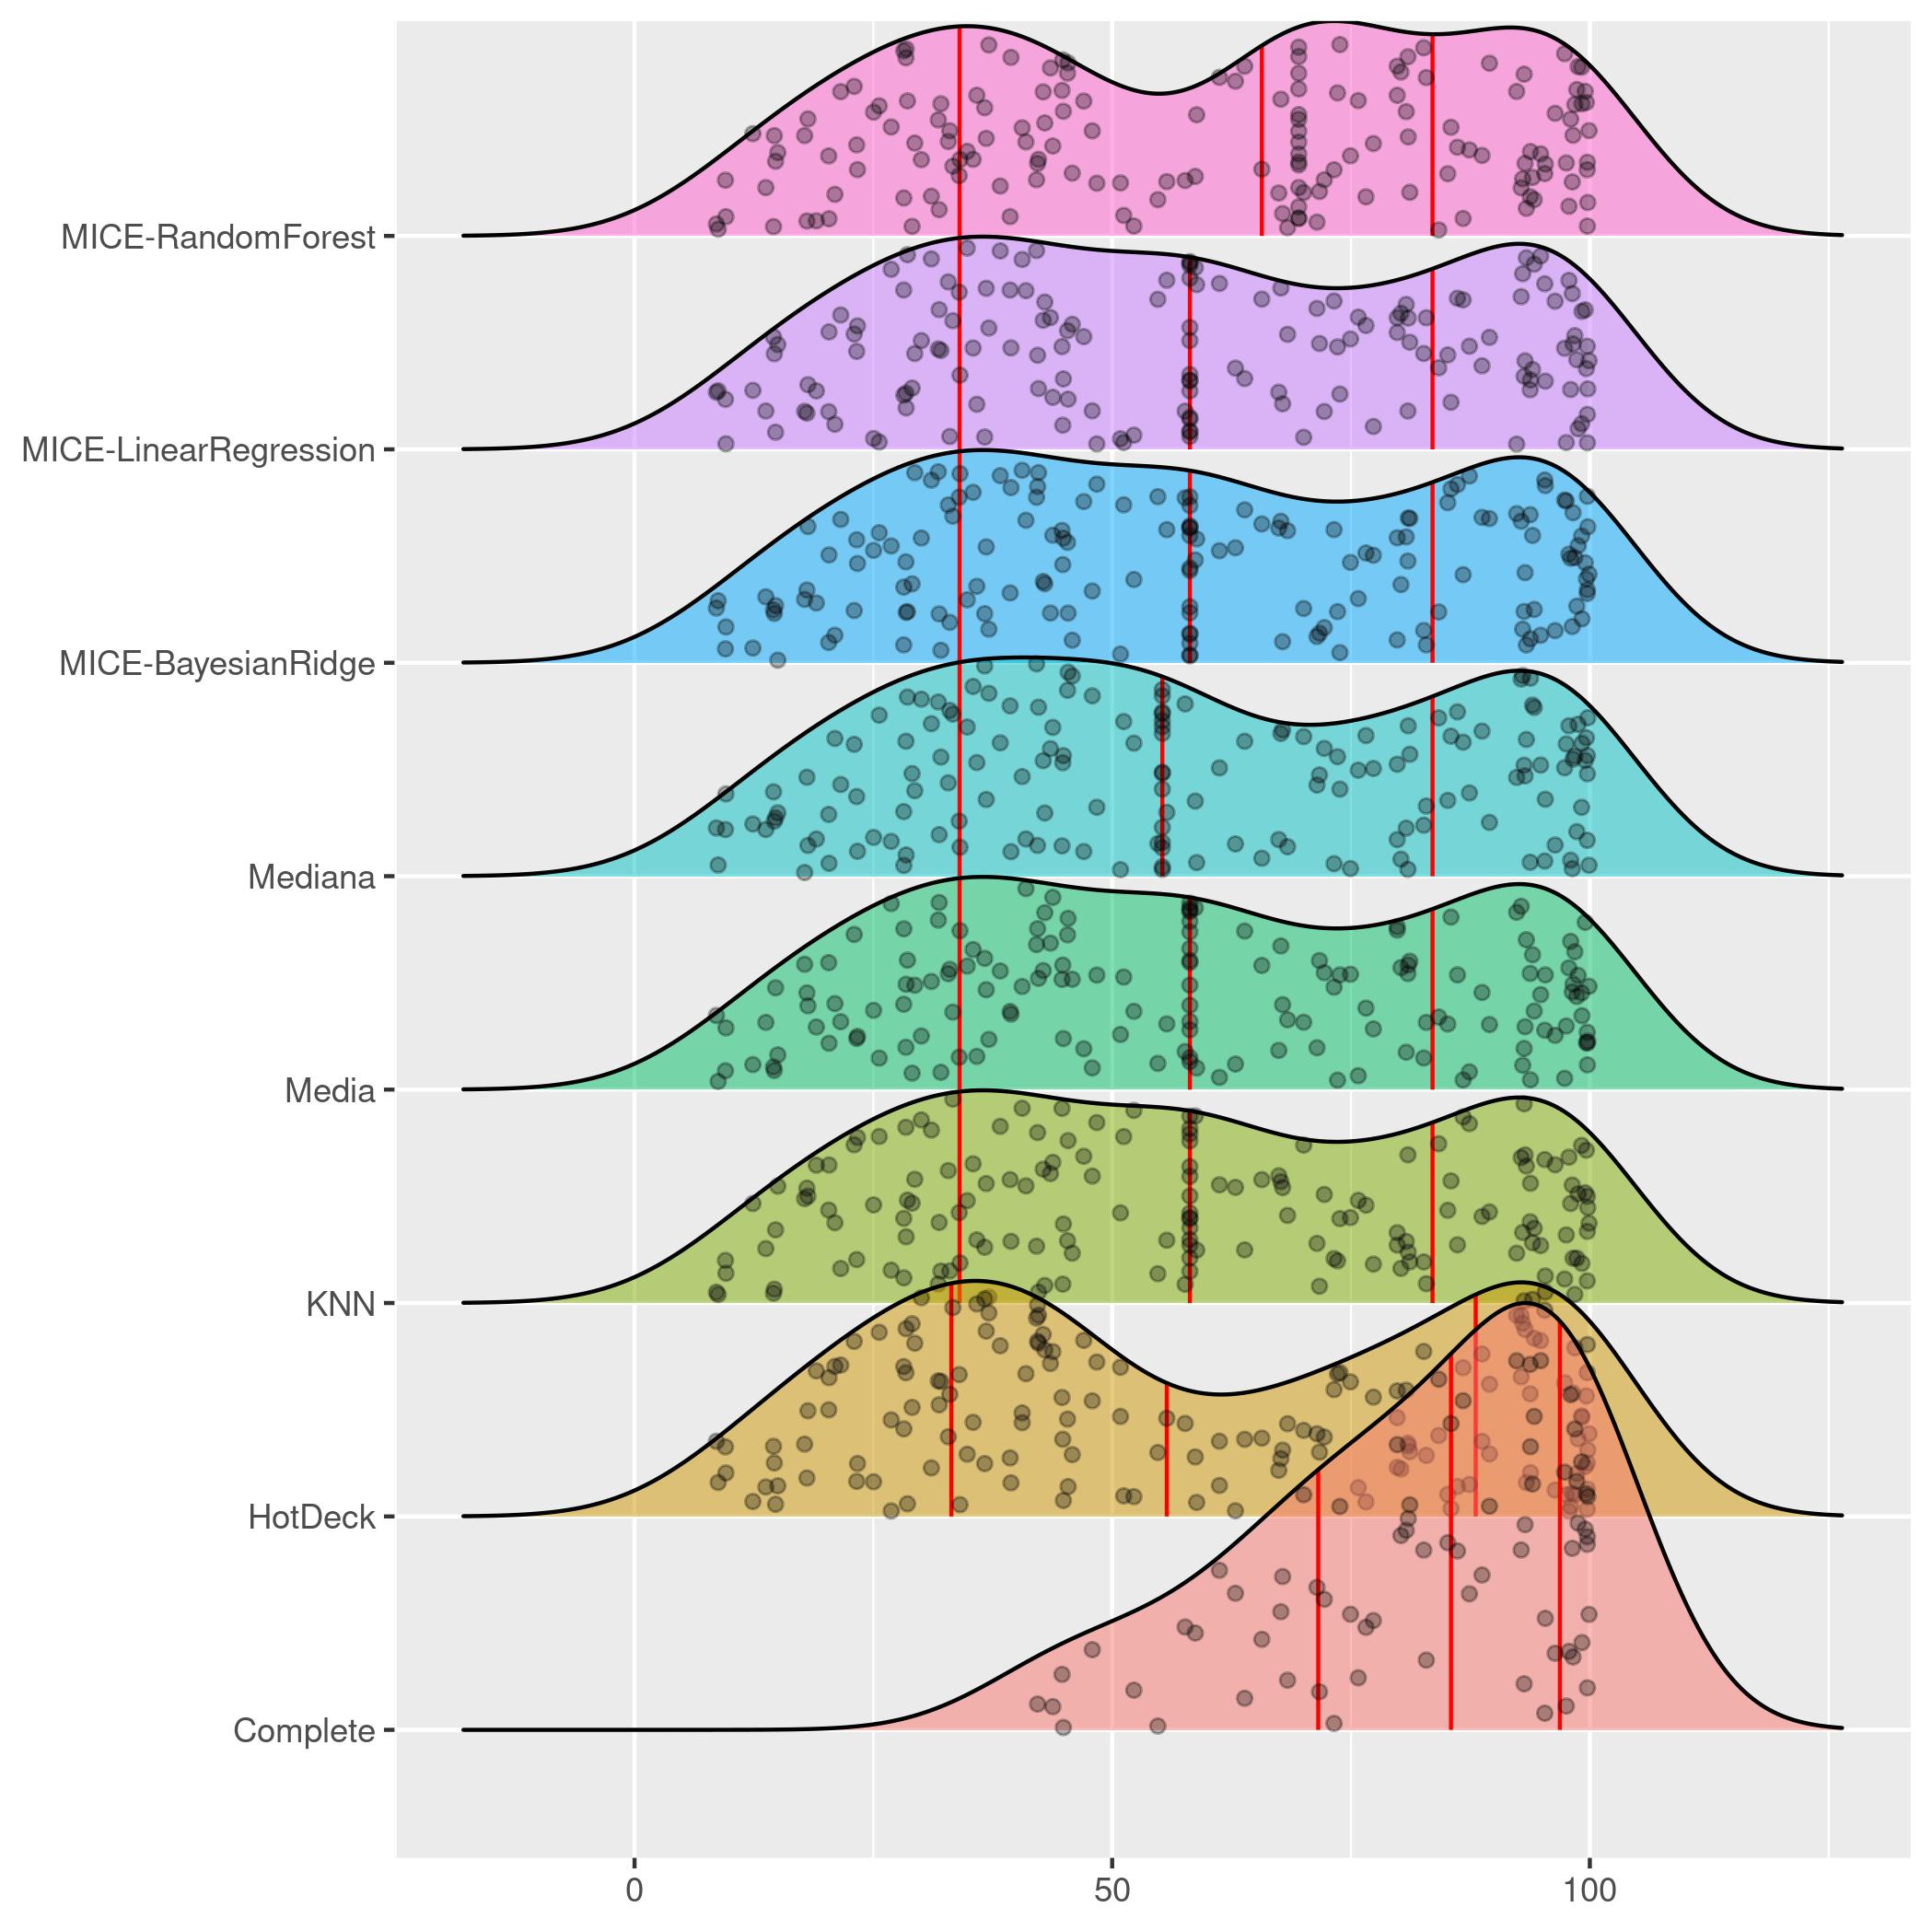 MICE-RandomForest
MICE-LinearRegression
MICE-BayesianRidge
Mediana
Media
KNN
HotDeck
Complete
0 50 100